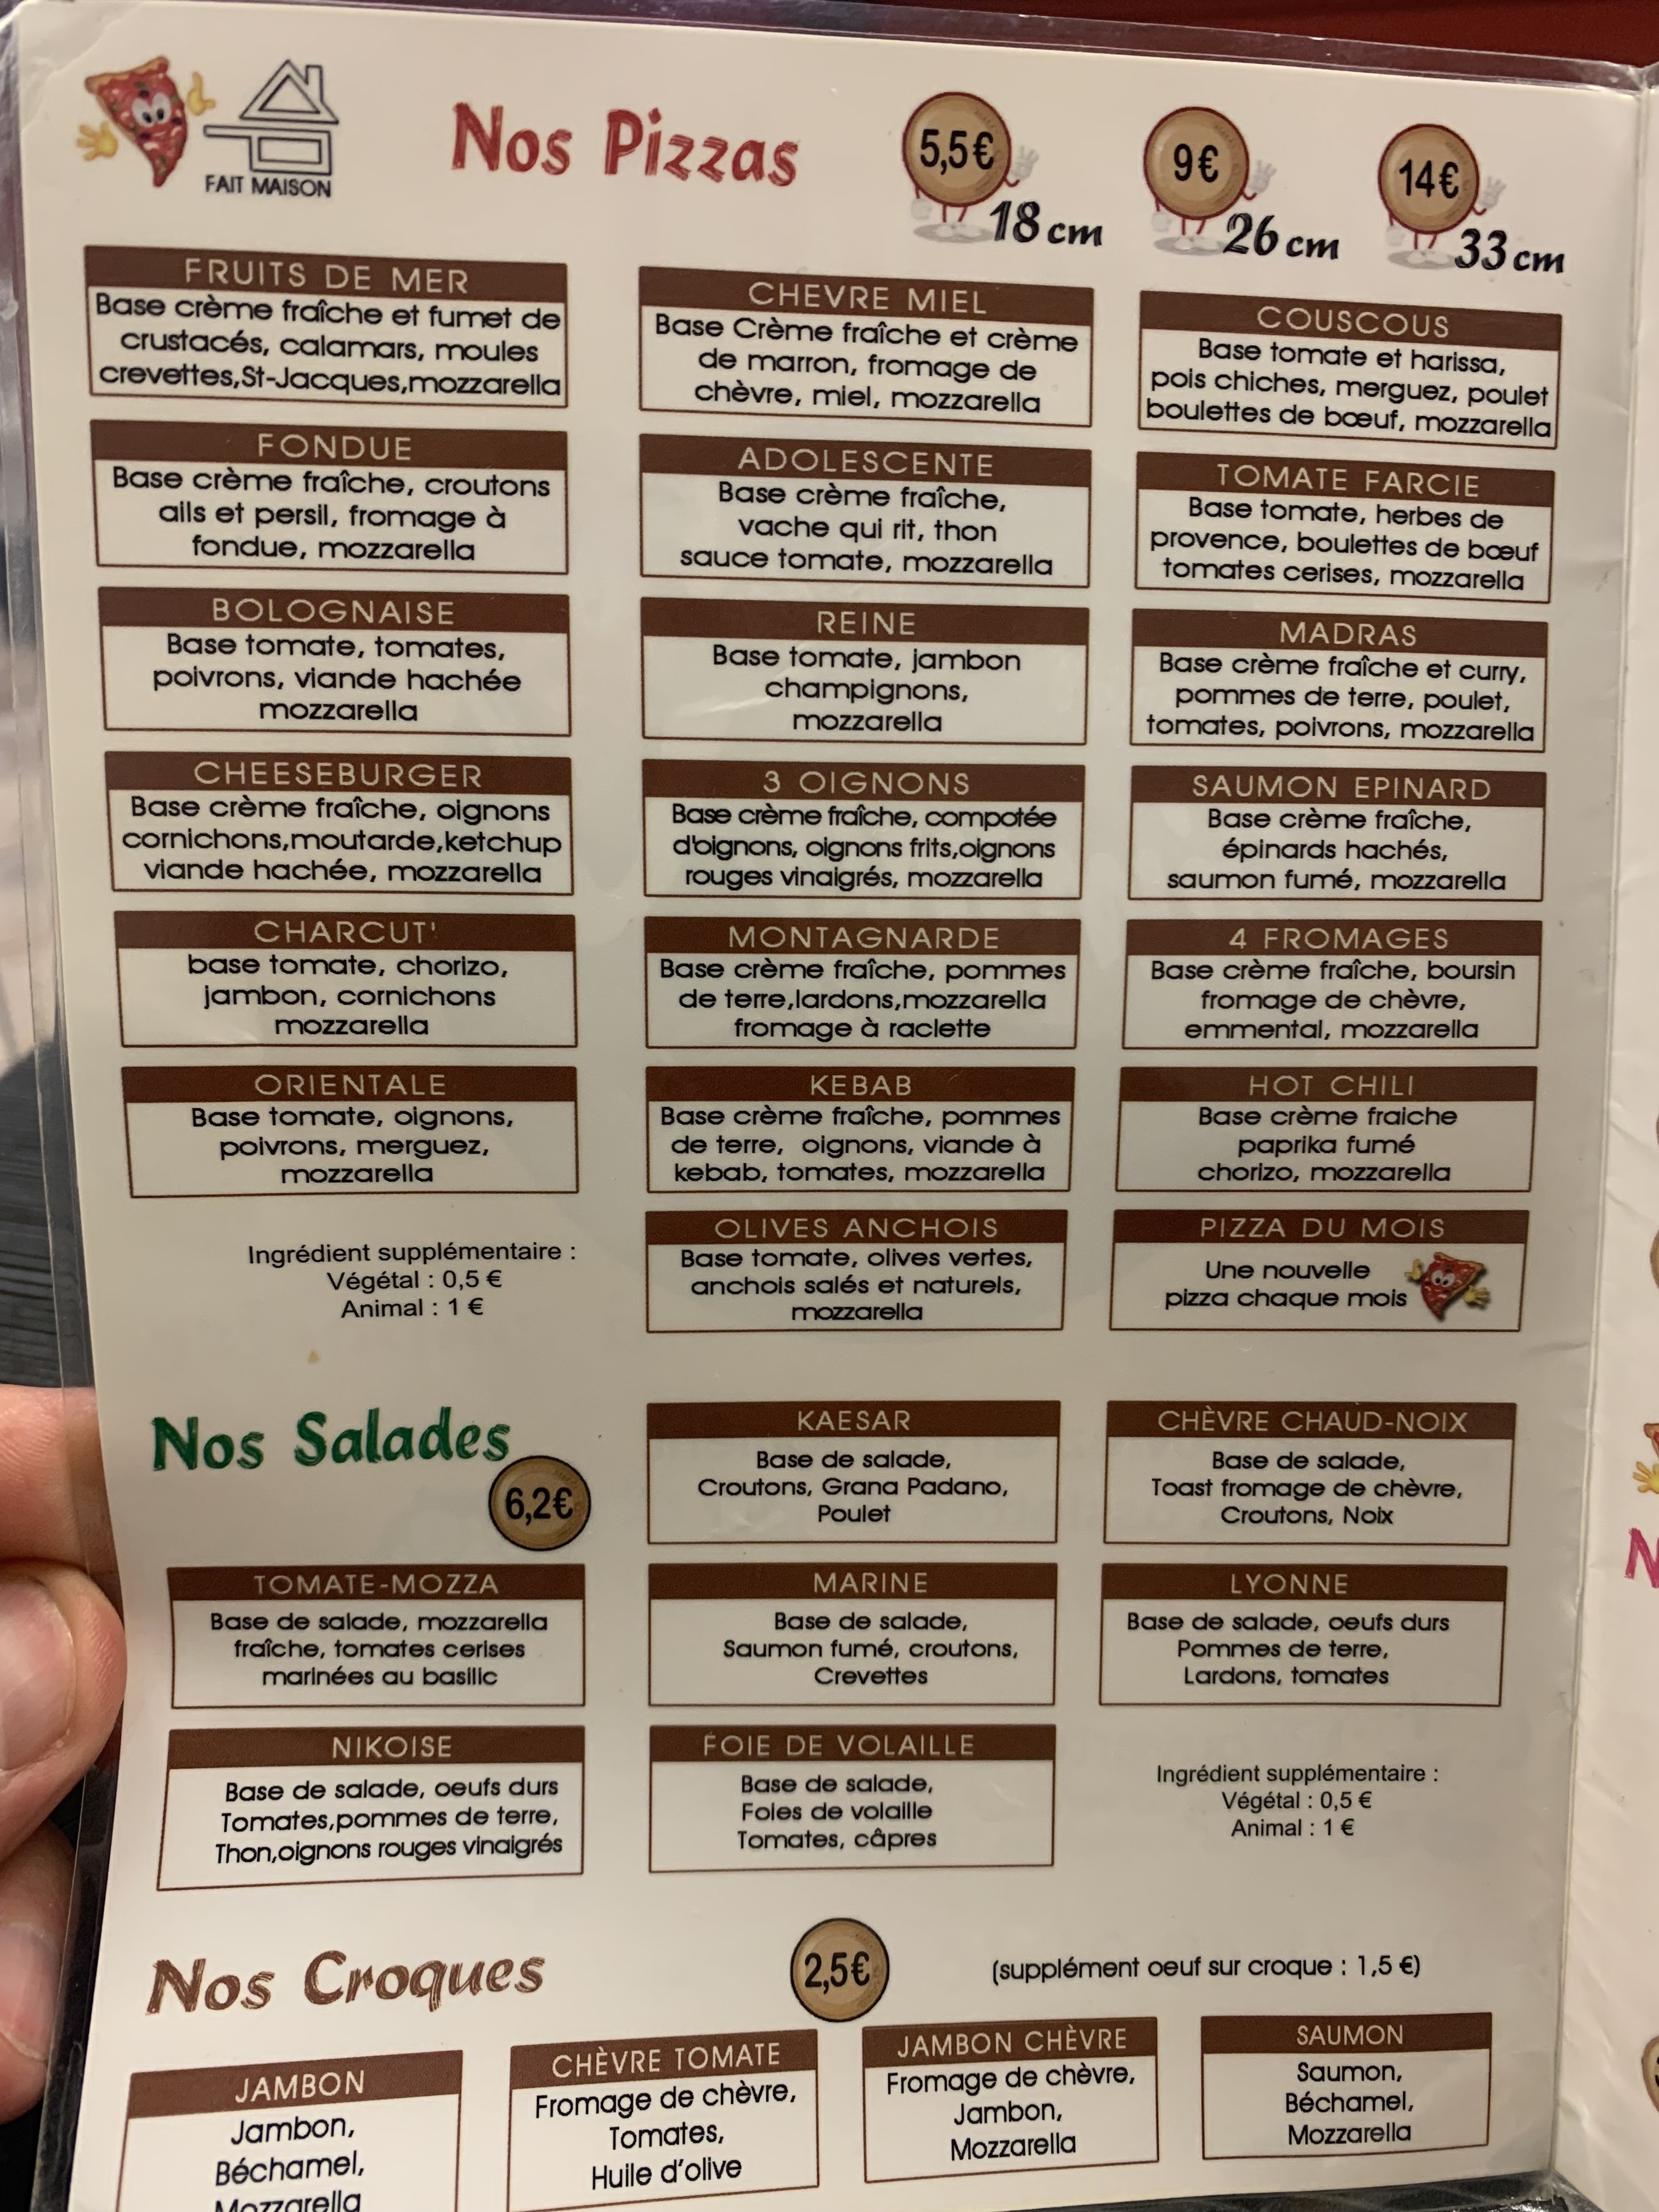 FAIT MAISON
Nos Pizzas
5,5€
18 cm
9€
26 cm
14€
33 cm
FRUITS DE MER
Base crème fraîche et fumet de
crustacés, calamars, moules
crevettes,St-Jacques,mozzarella
FONDUE
Base crème fraîche, croutons
ails et persil, fromage à
fondue, mozzarella
BOLOGNAISE
Base tomate, tomates,
poivrons, viande hachée
mozzarella
CHEESEBURGER
Base crème fraîche, oignons
cornichons,moutarde,ketchup
viande hachée, mozzarella
CHARCUT'
base tomate, chorizo,
jambon, cornichons
mozzarella
ORIENTALE
Base tomate, oignons,
poivrons, merguez,
mozzarella
Ingrédient supplémentaire :
Végétal : 0,5 €
Animal : 1 €
CHEVRE MIEL
Base Crème fraîche et crème
de marron, fromage de
chèvre, miel, mozzarella
ADOLESCENTE
Base crème fraîche,
vache qui rit, thon
sauce tomate, mozzarella
REINE
Base tomate, jambon
champignons,
mozzarella
3 OIGNONS
Base crème fraîche, compotée
d'oignons, oignons frits,oignons
rouges vinaigrés, mozzarella
MONTAGNARDE
Base crème fraîche, pommes
de terre,lardons,mozzarella
fromage à raclette
KEBAB
Base crème fraîche, pommes
de terre, oignons, viande à
kebab, tomates, mozzarella
OLIVES ANCHOIS
Base tomate, olives vertes,
anchois salés et naturels,
mozzarella
COUSCOUS
Base tomate et harissa,
pois chiches, merguez, poulet
boulettes de bœuf, mozzarella
TOMATE FARCIE
Base tomate, herbes de
provence, boulettes de bœuf
tomates cerises, mozzarella
MADRAS
Base crème fraîche et curry,
pommes de terre, poulet,
tomates, poivrons, mozzarella
SAUMON EPINARD
Base crème fraîche,
épinards hachés,
saumon fumé, mozzarella
4 FROMAGES
Base crème fraîche, boursin
fromage de chèvre,
emmental, mozzarella
HOT CHILI
Base crème fraiche
paprika fumé
chorizo, mozzarella
PIZZA DU MOIS
Une nouvelle
pizza chaque mois
Nos Salades
6,2€
KAESAR
Base de salade,
Croutons, Grana Padano,
Poulet
CHÈVRE CHAUD-NOIX
Base de salade,
Toast fromage de chèvre,
Croutons, Noix
TOMATE-MOZZA
Base de salade, mozzarella
fraîche, tomates cerises
marinées au basilic
MARINE
Base de salade,
Saumon fumé, croutons,
Crevettes
LYONNE
Base de salade, oeufs durs
Pommes de terre,
Lardons, tomates
NIKOISE
Base de salade, oeufs durs
Tomates,pommes de terre,
Thon,oignons rouges vinaigrés
FOIE DE VOLAILLE
Base de salade,
Foies de volaille
Tomates, câpres
Ingrédient supplémentaire :
Végétal : 0,5 €
Animal : 1 €
Nos Croques
2,5€
(supplément oeuf sur croque : 1,5 €)
JAMBON
Jambon,
Béchamel,
Mozzarella
CHÈVRE TOMATE
Fromage de chèvre,
Tomates,
Huile d'olive
JAMBON CHÈVRE
Fromage de chèvre,
Jambon,
Mozzarella
SAUMON
Saumon,
Béchamel,
Mozzarella